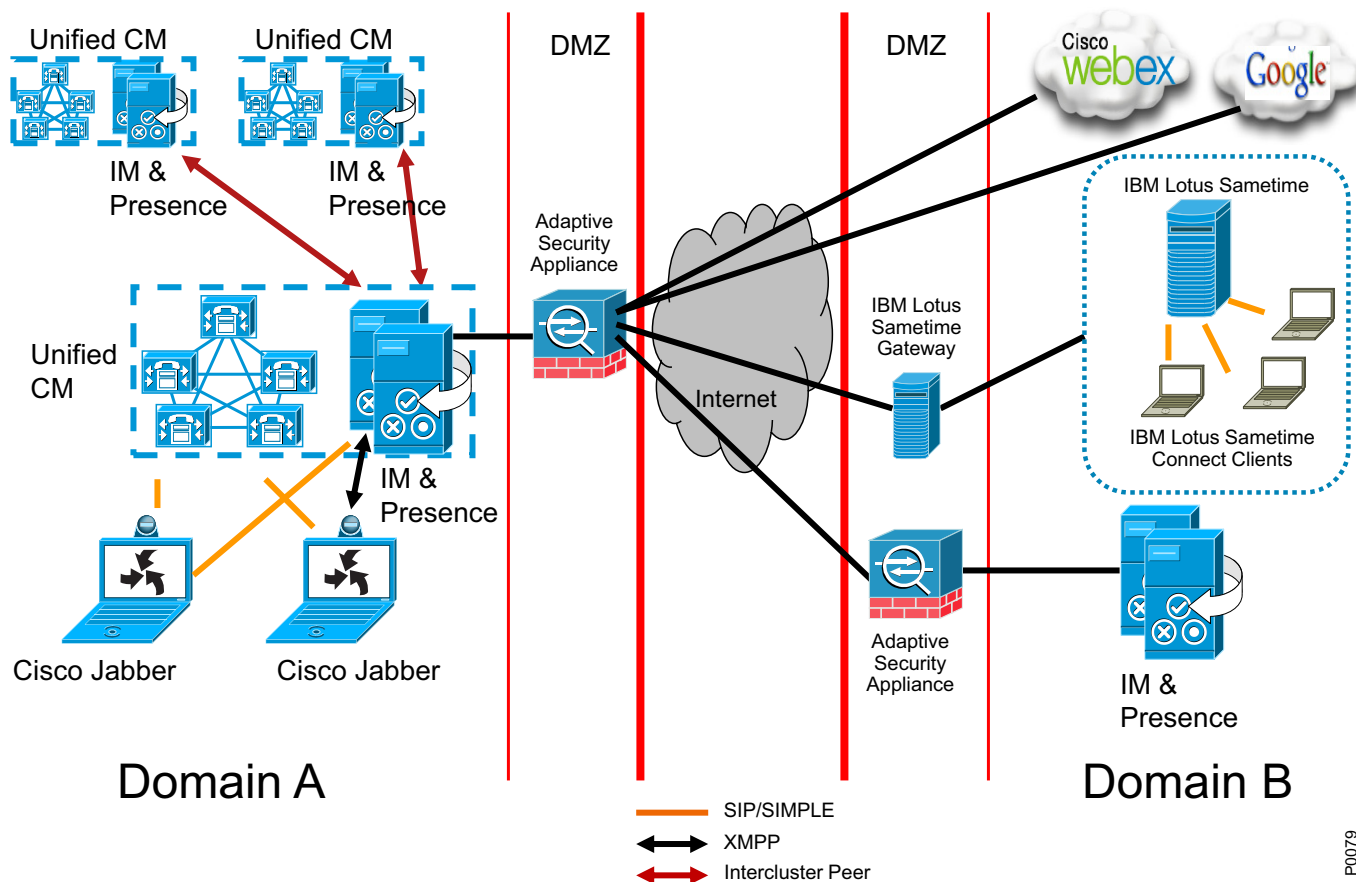 Unified CM
Unified CM
DMZ
DMZ
Cisco
webex
Google
IM &
Presence
IM &
Presence
IBM Lotus Sametime
Adaptive
Security
Appliance
IBM Lotus
Sametime
Gateway
Unified
CM
Internet
IBM Lotus Sametime
Connect Clients
IM &
Presence
Cisco Jabber
Cisco Jabber
Adaptive
Security
Appliance
IM &
Presence
Domain A
Domain B
SIP/SIMPLE
XMPP
Intercluster Peer
P0079